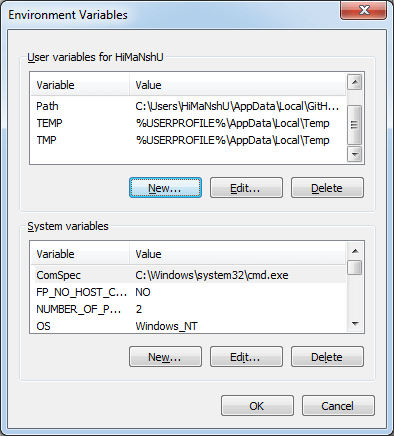 Environment Variables
User variables for HiMaNshU
Variable Value
Path C:\Users\HiMaNshU\AppData\Local\GitH...
TEMP %USERPROFILE%\AppData\Local\Temp
TMP %USERPROFILE%\AppData\Local\Temp
New... Edit... Delete
System variables
Variable Value
ComSpec C:\Windows\system32\cmd.exe
FP_NO_HOST_C... NO
NUMBER_OF_P... 2
OS Windows_NT
New... Edit... Delete
OK Cancel